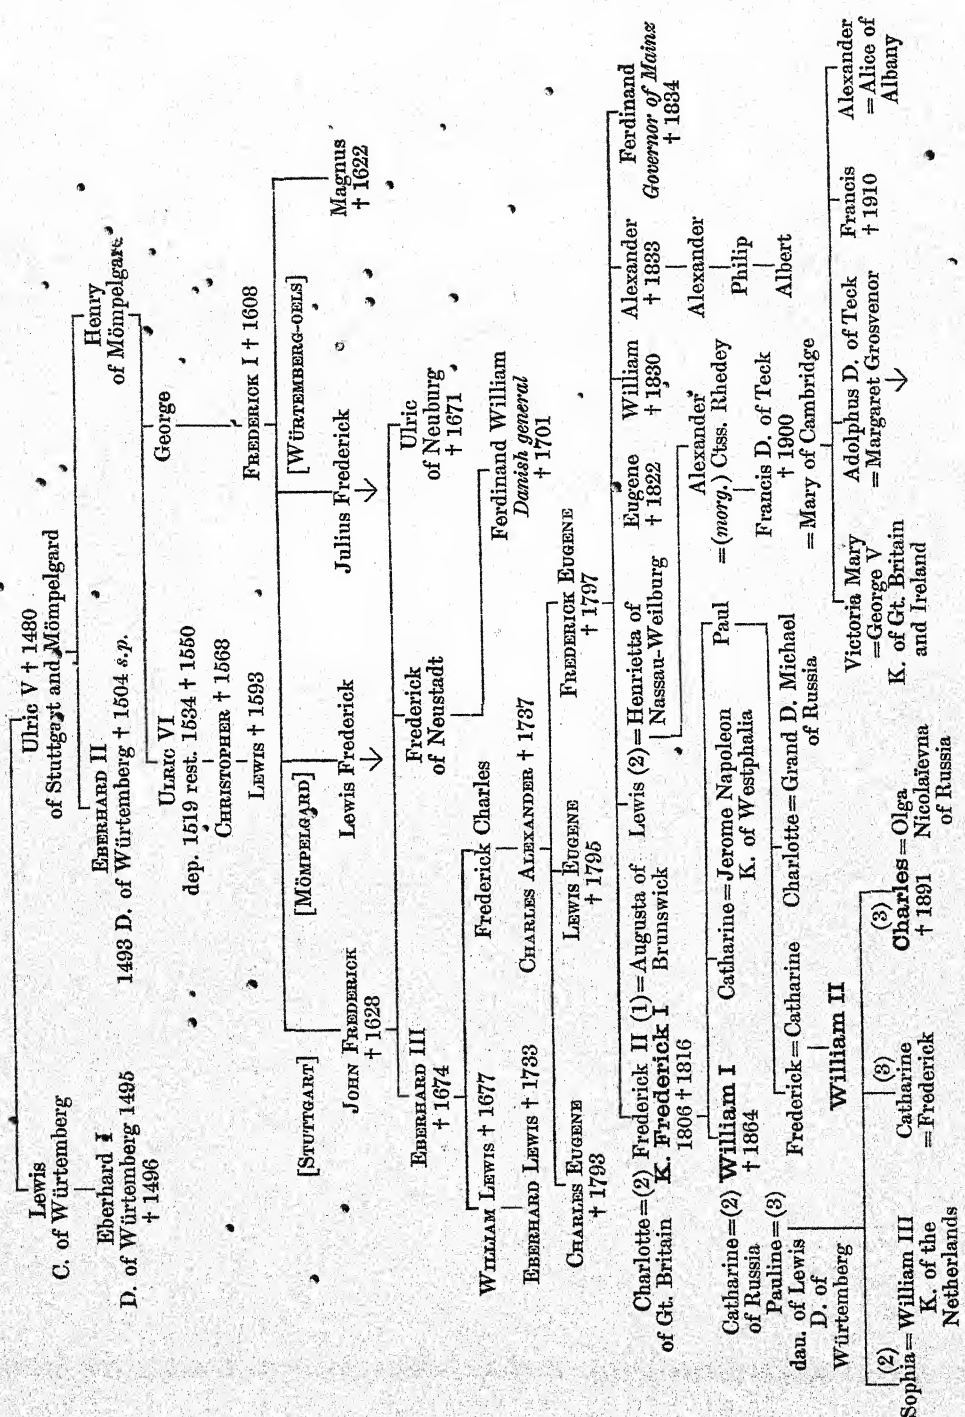 Lewis
C. of Würtemberg
Ulric V † 1480
of Stuttgart and Mömpelgard
Eberhard I
D. of Würtemberg 1495
† 1496
EBERHARD II
1493 D. of Würtemberg † 1504 s.p.
Henry
of Mömpelgard
ULRIC VI
dep. 1519 rest. 1534 † 1550
George
CHRISTOPHER † 1568
LEWIS † 1593
FREDERICK I † 1608
[STUTTGART]
[MÖMPELGARD]
[WÜRTEMBERG-OELS]
JOHN FREDERICK
† 1628
Lewis Frederick
Julius Frederick
Magnus
† 1622
EBERHARD III
† 1674
Frederick
of Neustadt
Ulric
of Neuburg
† 1671
WILLIAM LEWIS † 1677
Frederick Charles
Ferdinand William
Danish general
† 1701
EBERHARD LEWIS † 1733
CHARLES ALEXANDER † 1737
CHARLES EUGENE
† 1793
LEWIS EUGENE
† 1795
FREDERICK EUGENE
† 1797
Charlotte=(2) Frederick II (1)=Augusta of
of Gt. Britain K. Frederick I Brunswick
1806 † 1816
Lewis (2)=Henrietta of
Nassau-Weilburg
Eugene
† 1822
William
† 1830
Alexander
† 1833
Ferdinand
Governor of Mainz
† 1834
Catharine=(2) William I
of Russia † 1864
Pauline=(3)
dau. of Lewis
D. of
Würtemberg
Catharine=Jerome Napoleon
K. of Westphalia
Paul
Alexander
=(morg.) Ctss. Rhedey
Alexander
Philip
Albert
Frederick=Catharine
Charlotte=Grand D. Michael
of Russia
Francis D. of Teck
† 1900
=Mary of Cambridge
William II
Victoria Mary
=George V
K. of Gt. Britain
and Ireland
Adolphus D. of Teck
=Margaret Grosvenor
Francis
† 1910
Alexander
=Alice of
Albany
(2)
Sophia=William III
K. of the
Netherlands
(3)
Catharine
=Frederick
(3)
Charles=Olga
† 1891 Nicolaïevna
of Russia